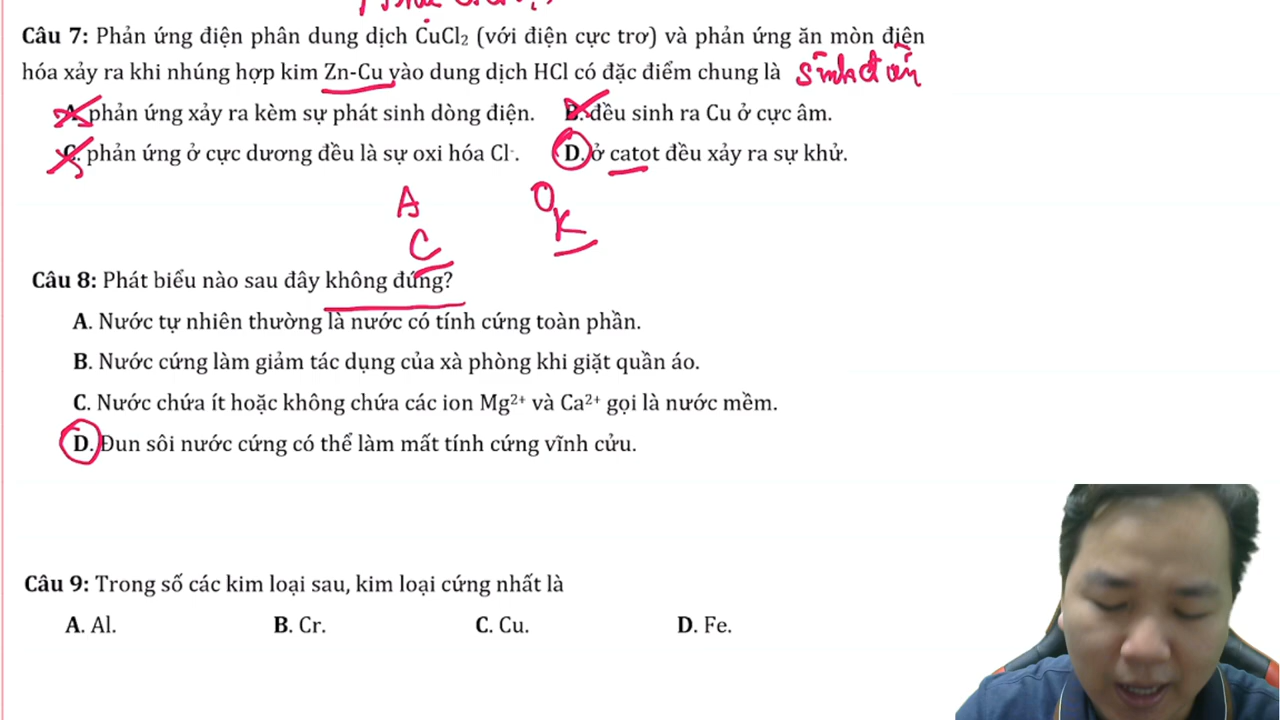 Câu 7: Phản ứng điện phân dung dịch CuCl₂ (với điện cực trơ) và phản ứng ăn mòn điện
hóa xảy ra khi nhúng hợp kim Zn-Cu vào dung dịch HCl có đặc điểm chung là
A. phản ứng xảy ra kèm sự phát sinh dòng điện. B. đều sinh ra Cu ở cực âm.
C. phản ứng ở cực dương đều là sự oxi hóa Cl⁻. D. ở catot đều xảy ra sự khử.
A O
C K
Câu 8: Phát biểu nào sau đây không đúng?
A. Nước tự nhiên thường là nước có tính cứng toàn phần.
B. Nước cứng làm giảm tác dụng của xà phòng khi giặt quần áo.
C. Nước chứa ít hoặc không chứa các ion Mg²⁺ và Ca²⁺ gọi là nước mềm.
D. Đun sôi nước cứng có thể làm mất tính cứng vĩnh cửu.
Câu 9: Trong số các kim loại sau, kim loại cứng nhất là
A. Al. B. Cr. C. Cu. D. Fe.